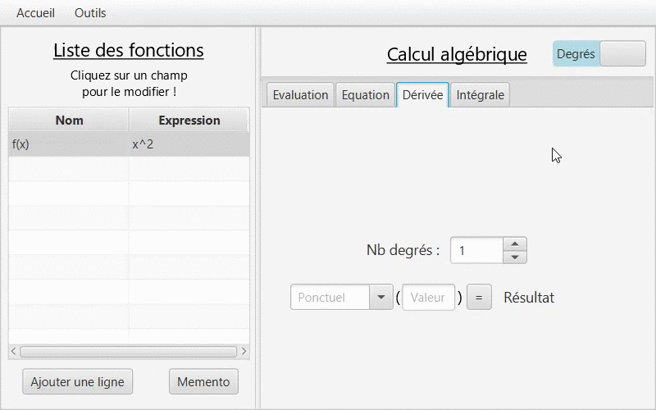 Accueil Outils
Liste des fonctions
Cliquez sur un champ
pour le modifier !
Nom Expression
f(x) x^2
Ajouter une ligne Memento
Calcul algébrique Degrés
Evaluation Equation Dérivée Intégrale
Nb degrés : 1
Ponctuel ( Valeur ) = Résultat